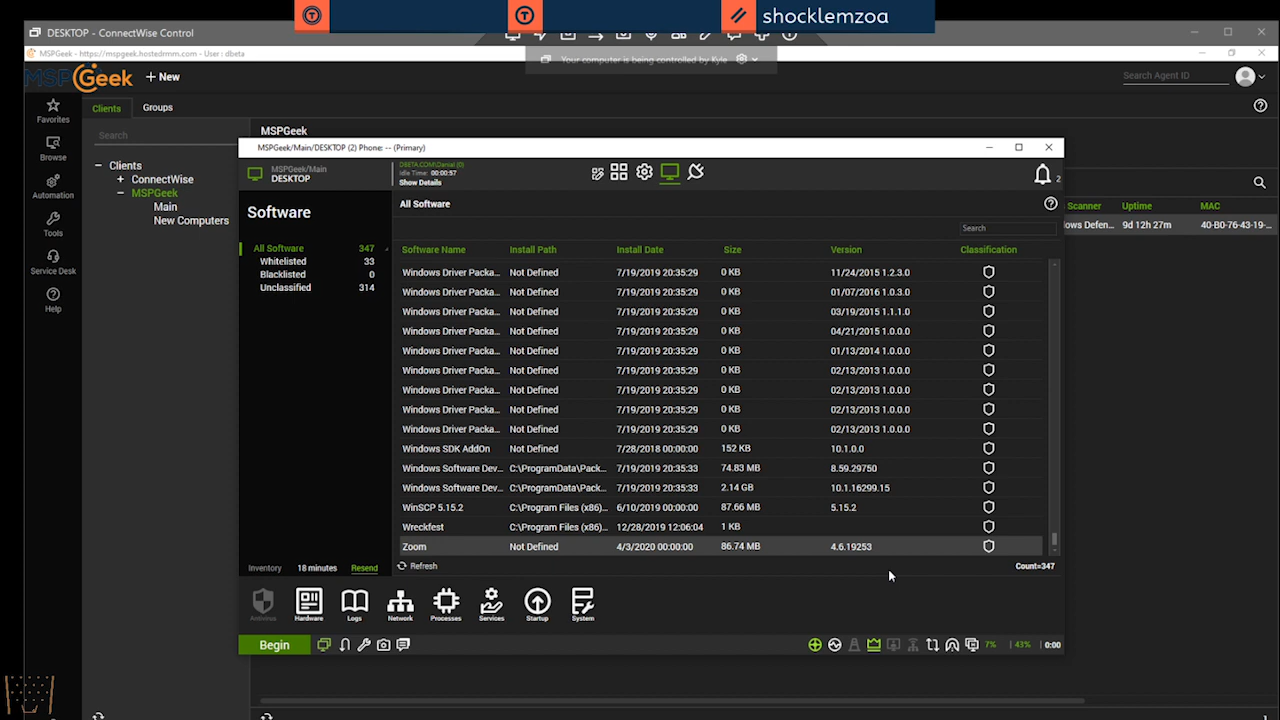 shocklemzoa
DESKTOP - ConnectWise Control
MSPGeek - https://mspgeek.hostedrmm.com - User : dbeta
Your computer is being controlled by Kyle
MSPGeek
+ New
Search Agent ID
Clients
Groups
Favorites
Browse
Automation
Tools
Service Desk
Help
Search
Clients
ConnectWise
MSPGeek
Main
New Computers
MSPGeek
Scanner
Uptime
MAC
ows Defen...
9d 12h 27m
40-B0-76-43-19-
MSPGeek/Main/DESKTOP (2) Phone: -- (Primary)
MSPGeek/Main
DESKTOP
DBETA.COM\Danial (0)
Idle Time: 00:00:57
Show Details
2
Software
All Software 347
Whitelisted 33
Blacklisted 0
Unclassified 314
All Software
Search
Software Name Install Path Install Date Size Version Classification
Windows Driver Packa... Not Defined 7/19/2019 20:35:29 0 KB 11/24/2015 1.2.3.0
Windows Driver Packa... Not Defined 7/19/2019 20:35:29 0 KB 01/07/2016 1.0.3.0
Windows Driver Packa... Not Defined 7/19/2019 20:35:29 0 KB 03/19/2015 1.1.1.0
Windows Driver Packa... Not Defined 7/19/2019 20:35:29 0 KB 04/21/2015 1.0.0.0
Windows Driver Packa... Not Defined 7/19/2019 20:35:29 0 KB 01/13/2014 1.0.0.0
Windows Driver Packa... Not Defined 7/19/2019 20:35:29 0 KB 02/13/2013 1.0.0.0
Windows Driver Packa... Not Defined 7/19/2019 20:35:29 0 KB 02/13/2013 1.0.0.0
Windows Driver Packa... Not Defined 7/19/2019 20:35:29 0 KB 02/13/2013 1.0.0.0
Windows Driver Packa... Not Defined 7/19/2019 20:35:29 0 KB 02/13/2013 1.0.0.0
Windows SDK AddOn Not Defined 7/28/2018 00:00:00 152 KB 10.1.0.0
Windows Software Dev... C:\ProgramData\Pack... 7/19/2019 20:35:33 74.83 MB 8.59.29750
Windows Software Dev... C:\ProgramData\Pack... 7/19/2019 20:35:33 2.14 GB 10.1.16299.15
WinSCP 5.15.2 C:\Program Files (x86)... 6/10/2019 00:00:00 87.66 MB 5.15.2
Wreckfest C:\Program Files (x86)... 12/28/2019 12:06:04 1 KB
Zoom Not Defined 4/3/2020 00:00:00 86.74 MB 4.6.19253
Inventory 18 minutes Resend
Refresh
Count=347
Antivirus
Hardware
Logs
Network
Processes
Services
Startup
System
Begin
7% 43% 0:00